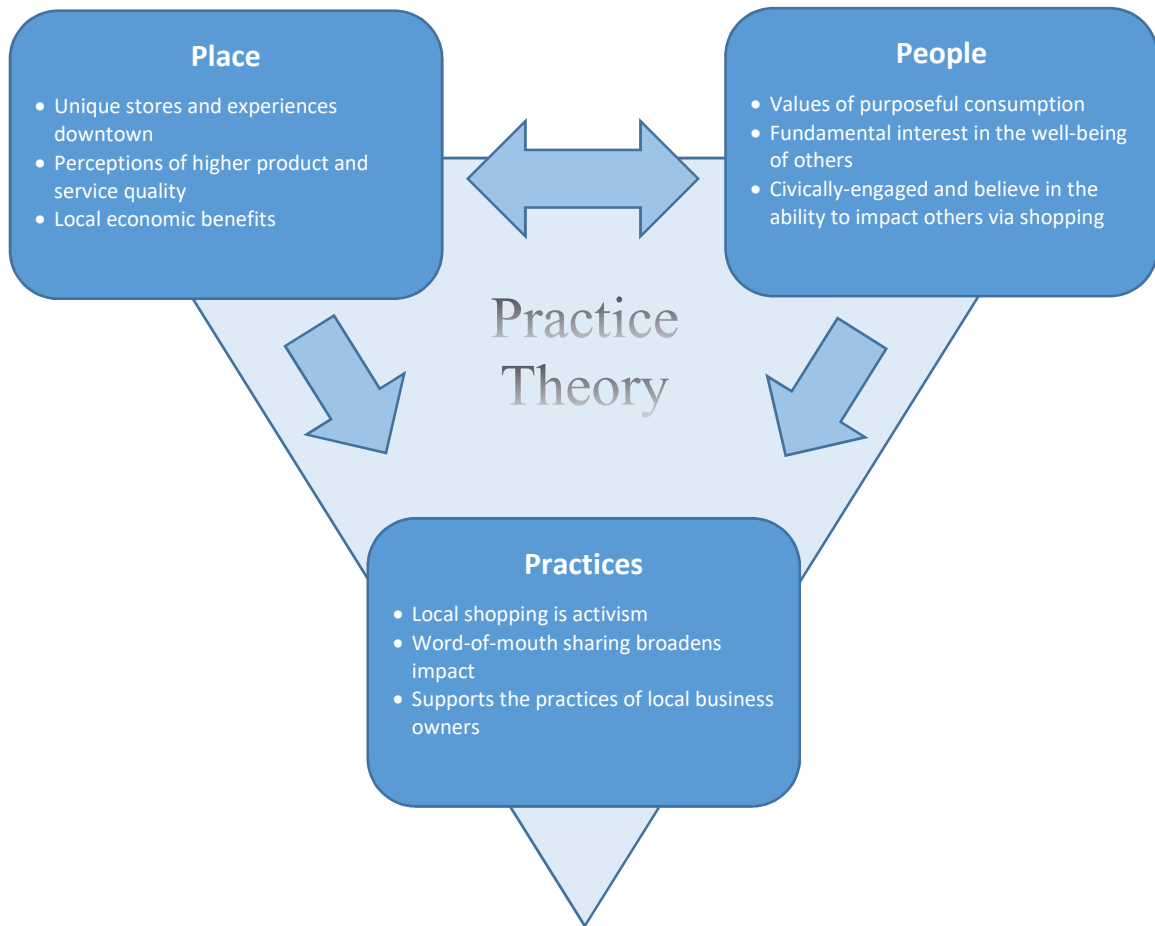 Place
• Unique stores and experiences
downtown
• Perceptions of higher product and
service quality
• Local economic benefits
People
• Values of purposeful consumption
• Fundamental interest in the well-being
of others
• Civically-engaged and believe in the
ability to impact others via shopping
Practice
Theory
Practices
• Local shopping is activism
• Word-of-mouth sharing broadens
impact
• Supports the practices of local business
owners